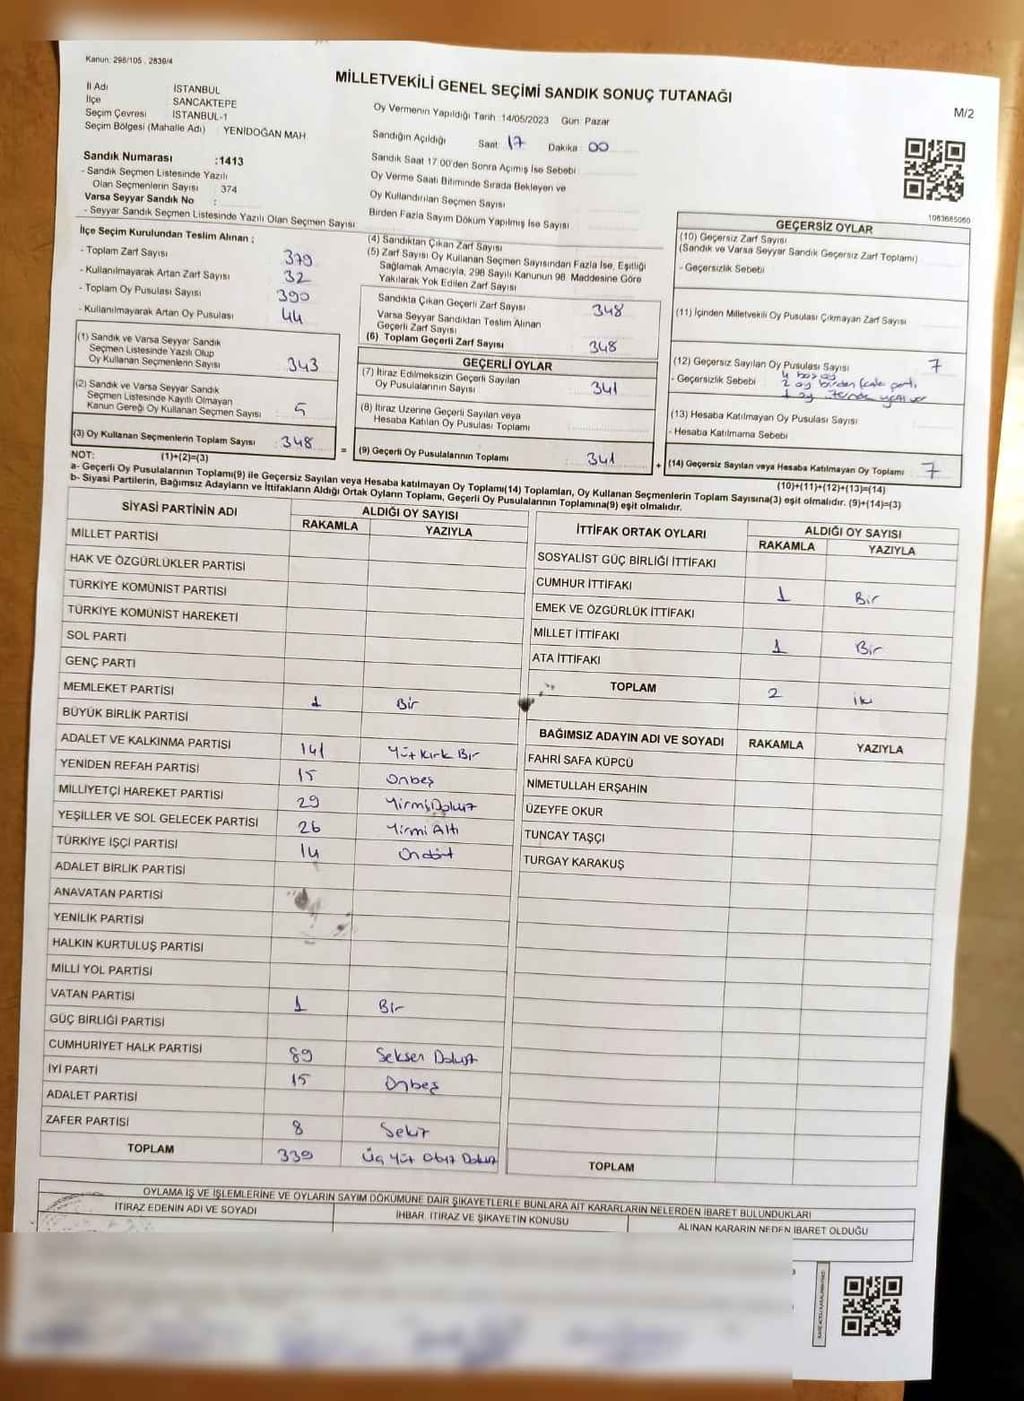 Kanun: 298/105 , 2839/4
MİLLETVEKİLİ GENEL SEÇİMİ SANDIK SONUÇ TUTANAĞI
M/2
İl Adı İSTANBUL
İlçe SANCAKTEPE
Seçim Çevresi İSTANBUL-1
Seçim Bölgesi (Mahalle Adı) YENİDOĞAN MAH
Sandık Numarası :1413
- Sandık Seçmen Listesinde Yazılı
Olan Seçmenlerin Sayısı : 374
Varsa Seyyar Sandık No :
- Seyyar Sandık Seçmen Listesinde Yazılı Olan Seçmen Sayısı
Oy Vermenin Yapıldığı Tarih :14/05/2023 Gün: Pazar
Sandığın Açıldığı Saat: 17 Dakika : 00
Sandık Saat 17.00'den Sonra Açımış İse Sebebi
Oy Verme Saati Bitiminde Sırada Bekleyen ve
Oy Kullandırılan Seçmen Sayısı
Birden Fazla Sayım Döküm Yapılmış İse Sayısı
1063685060
İlçe Seçim Kurulundan Teslim Alınan ;
- Toplam Zarf Sayısı 379
- Kullanılmayarak Artan Zarf Sayısı 32
- Toplam Oy Pusulası Sayısı 390
- Kullanılmayarak Artan Oy Pusulası 44
(1) Sandık ve Varsa Seyyar Sandık
Seçmen Listesinde Yazılı Olup
Oy Kullanan Seçmenlerin Sayısı 343
(2) Sandık ve Varsa Seyyar Sandık
Seçmen Listesinde Kayıtlı Olmayan
Kanun Gereği Oy Kullanan Seçmen Sayısı 5
(3) Oy Kullanan Seçmenlerin Toplam Sayısı 348 =
(4) Sandıktan Çıkan Zarf Sayısı
(5) Zarf Sayısı Oy Kullanan Seçmen Sayısından Fazla İse, Eşitliği
Sağlamak Amacıyla, 298 Sayılı Kanunun 98. Maddesine Göre
Yakılarak Yok Edilen Zarf Sayısı
Sandıkta Çıkan Geçerli Zarf Sayısı 348
Varsa Seyyar Sandıktan Teslim Alınan
Geçerli Zarf Sayısı
(6) Toplam Geçerli Zarf Sayısı 348
GEÇERLİ OYLAR
(7) İtiraz Edilmeksizin Geçerli Sayılan
Oy Pusulalarının Sayısı 341
(8) İtiraz Üzerine Geçerli Sayılan veya
Hesaba Katılan Oy Pusulası Toplamı
(9) Geçerli Oy Pusulalarının Toplamı 341 +
GEÇERSİZ OYLAR
(10) Geçersiz Zarf Sayısı
(Sandık ve Varsa Seyyar Sandık Geçersiz Zarf Toplamı)
- Geçersizlik Sebebi
(11) İçinden Milletvekili Oy Pusulası Çıkmayan Zarf Sayısı
(12) Geçersiz Sayılan Oy Pusulası Sayısı 7
- Geçersizlik Sebebi 4 boş oy
2 oy birden fazla parti
1 oy
(13) Hesaba Katılmayan Oy Pusulası Sayısı
- Hesaba Katılmama Sebebi
(14) Geçersiz Sayılan veya Hesaba Katılmayan Oy Toplamı 7
NOT: (1)+(2)=(3)
(10)+(11)+(12)+(13)=(14)
a- Geçerli Oy Pusulalarının Toplamı(9) ile Geçersiz Sayılan veya Hesaba katılmayan Oy Toplamı(14) Toplamları, Oy Kullanan Seçmenlerin Toplam Sayısına(3) eşit olmalıdır. (9)+(14)=(3)
b- Siyasi Partilerin, Bağımsız Adayların ve İttifakların Aldığı Ortak Oyların Toplamı, Geçerli Oy Pusulalarının Toplamına(9) eşit olmalıdır.
SİYASİ PARTİNİN ADI ALDIĞI OY SAYISI
RAKAMLA YAZIYLA
MİLLET PARTİSİ
HAK VE ÖZGÜRLÜKLER PARTİSİ
TÜRKİYE KOMÜNİST PARTİSİ
TÜRKİYE KOMÜNİST HAREKETİ
SOL PARTİ
GENÇ PARTİ
MEMLEKET PARTİSİ 1 Bir
BÜYÜK BİRLİK PARTİSİ
ADALET VE KALKINMA PARTİSİ 141 Yüz Kırk Bir
YENİDEN REFAH PARTİSİ 15 Onbeş
MİLLİYETÇİ HAREKET PARTİSİ 29 Yirmi Dokuz
YEŞİLLER VE SOL GELECEK PARTİSİ 26 Yirmi Altı
TÜRKİYE İŞÇİ PARTİSİ 14 Ondört
ADALET BİRLİK PARTİSİ
ANAVATAN PARTİSİ
YENİLİK PARTİSİ
HALKIN KURTULUŞ PARTİSİ
MİLLİ YOL PARTİSİ
VATAN PARTİSİ 1 Bir
GÜÇ BİRLİĞİ PARTİSİ
CUMHURİYET HALK PARTİSİ 89 Seksen Dokuz
İYİ PARTİ 15 Onbeş
ADALET PARTİSİ
ZAFER PARTİSİ 8 Sekiz
TOPLAM 339 Üç Yüz Otuz Dokuz
İTTİFAK ORTAK OYLARI ALDIĞI OY SAYISI
RAKAMLA YAZIYLA
SOSYALİST GÜÇ BİRLİĞİ İTTİFAKI
CUMHUR İTTİFAKI 1 Bir
EMEK VE ÖZGÜRLÜK İTTİFAKI
MİLLET İTTİFAKI 1 Bir
ATA İTTİFAKI
TOPLAM 2 iki
BAĞIMSIZ ADAYIN ADI VE SOYADI RAKAMLA YAZIYLA
FAHRİ SAFA KÜPCÜ
NİMETULLAH ERŞAHİN
ÜZEYFE OKUR
TUNCAY TAŞÇI
TURGAY KARAKUŞ
TOPLAM
OYLAMA İŞ VE İŞLEMLERİNE VE OYLARIN SAYIM DÖKÜMÜNE DAİR ŞİKAYETLERLE BUNLARA AİT KARARLARIN NELERDEN İBARET BULUNDUKLARI
İTİRAZ EDENİN ADI VE SOYADI İHBAR, İTİRAZ VE ŞİKAYETİN KONUSU ALINAN KARARIN NEDEN İBARET OLDUĞU